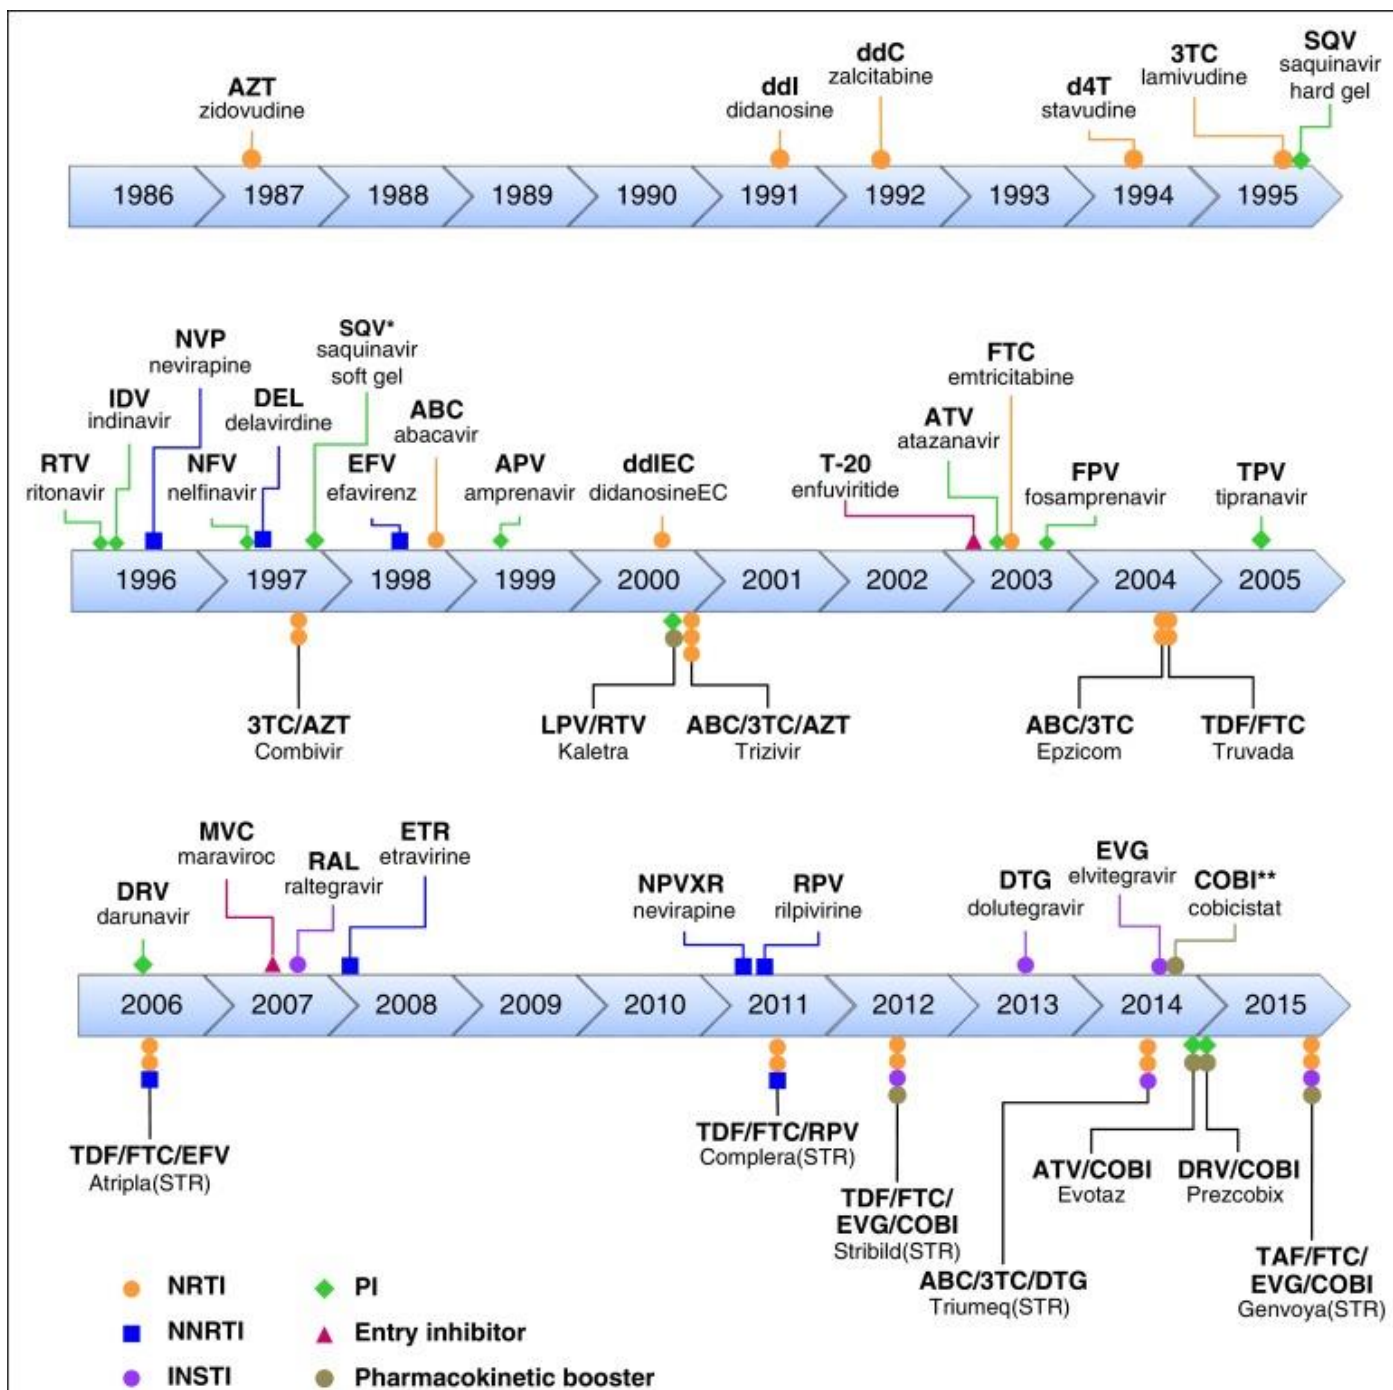 AZT
zidovudine
ddI
didanosine
ddC
zalcitabine
d4T
stavudine
3TC
lamivudine
SQV
saquinavir
hard gel
1986 1987 1988 1989 1990 1991 1992 1993 1994 1995
RTV
ritonavir
IDV
indinavir
NVP
nevirapine
NFV
nelfinavir
DEL
delavirdine
SQV*
saquinavir
soft gel
EFV
efavirenz
ABC
abacavir
APV
amprenavir
ddIEC
didanosineEC
T-20
enfuviritide
ATV
atazanavir
FTC
emtricitabine
FPV
fosamprenavir
TPV
tipranavir
1996 1997 1998 1999 2000 2001 2002 2003 2004 2005
3TC/AZT
Combivir
LPV/RTV
Kaletra
ABC/3TC/AZT
Trizivir
ABC/3TC
Epzicom
TDF/FTC
Truvada
DRV
darunavir
MVC
maraviroc
RAL
raltegravir
ETR
etravirine
NPVXR
nevirapine
RPV
rilpivirine
DTG
dolutegravir
EVG
elvitegravir
COBI**
cobicistat
2006 2007 2008 2009 2010 2011 2012 2013 2014 2015
TDF/FTC/EFV
Atripla(STR)
TDF/FTC/RPV
Complera(STR)
TDF/FTC/
EVG/COBI
Stribild(STR)
ABC/3TC/DTG
Triumeq(STR)
ATV/COBI
Evotaz
DRV/COBI
Prezcobix
TAF/FTC/
EVG/COBI
Genvoya(STR)
NRTI
NNRTI
INSTI
PI
Entry inhibitor
Pharmacokinetic booster